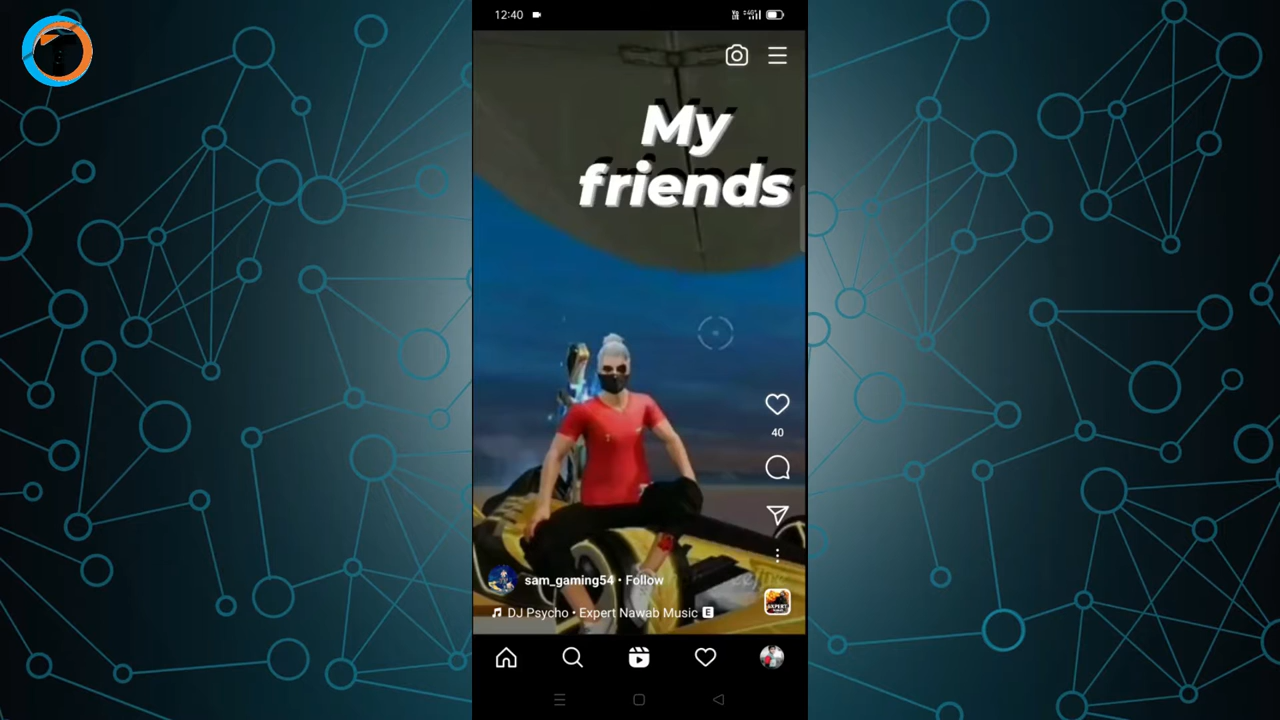 12:40
My
friends
40
sam_gaming54 • Follow
DJ Psycho • Expert Nawab Music E